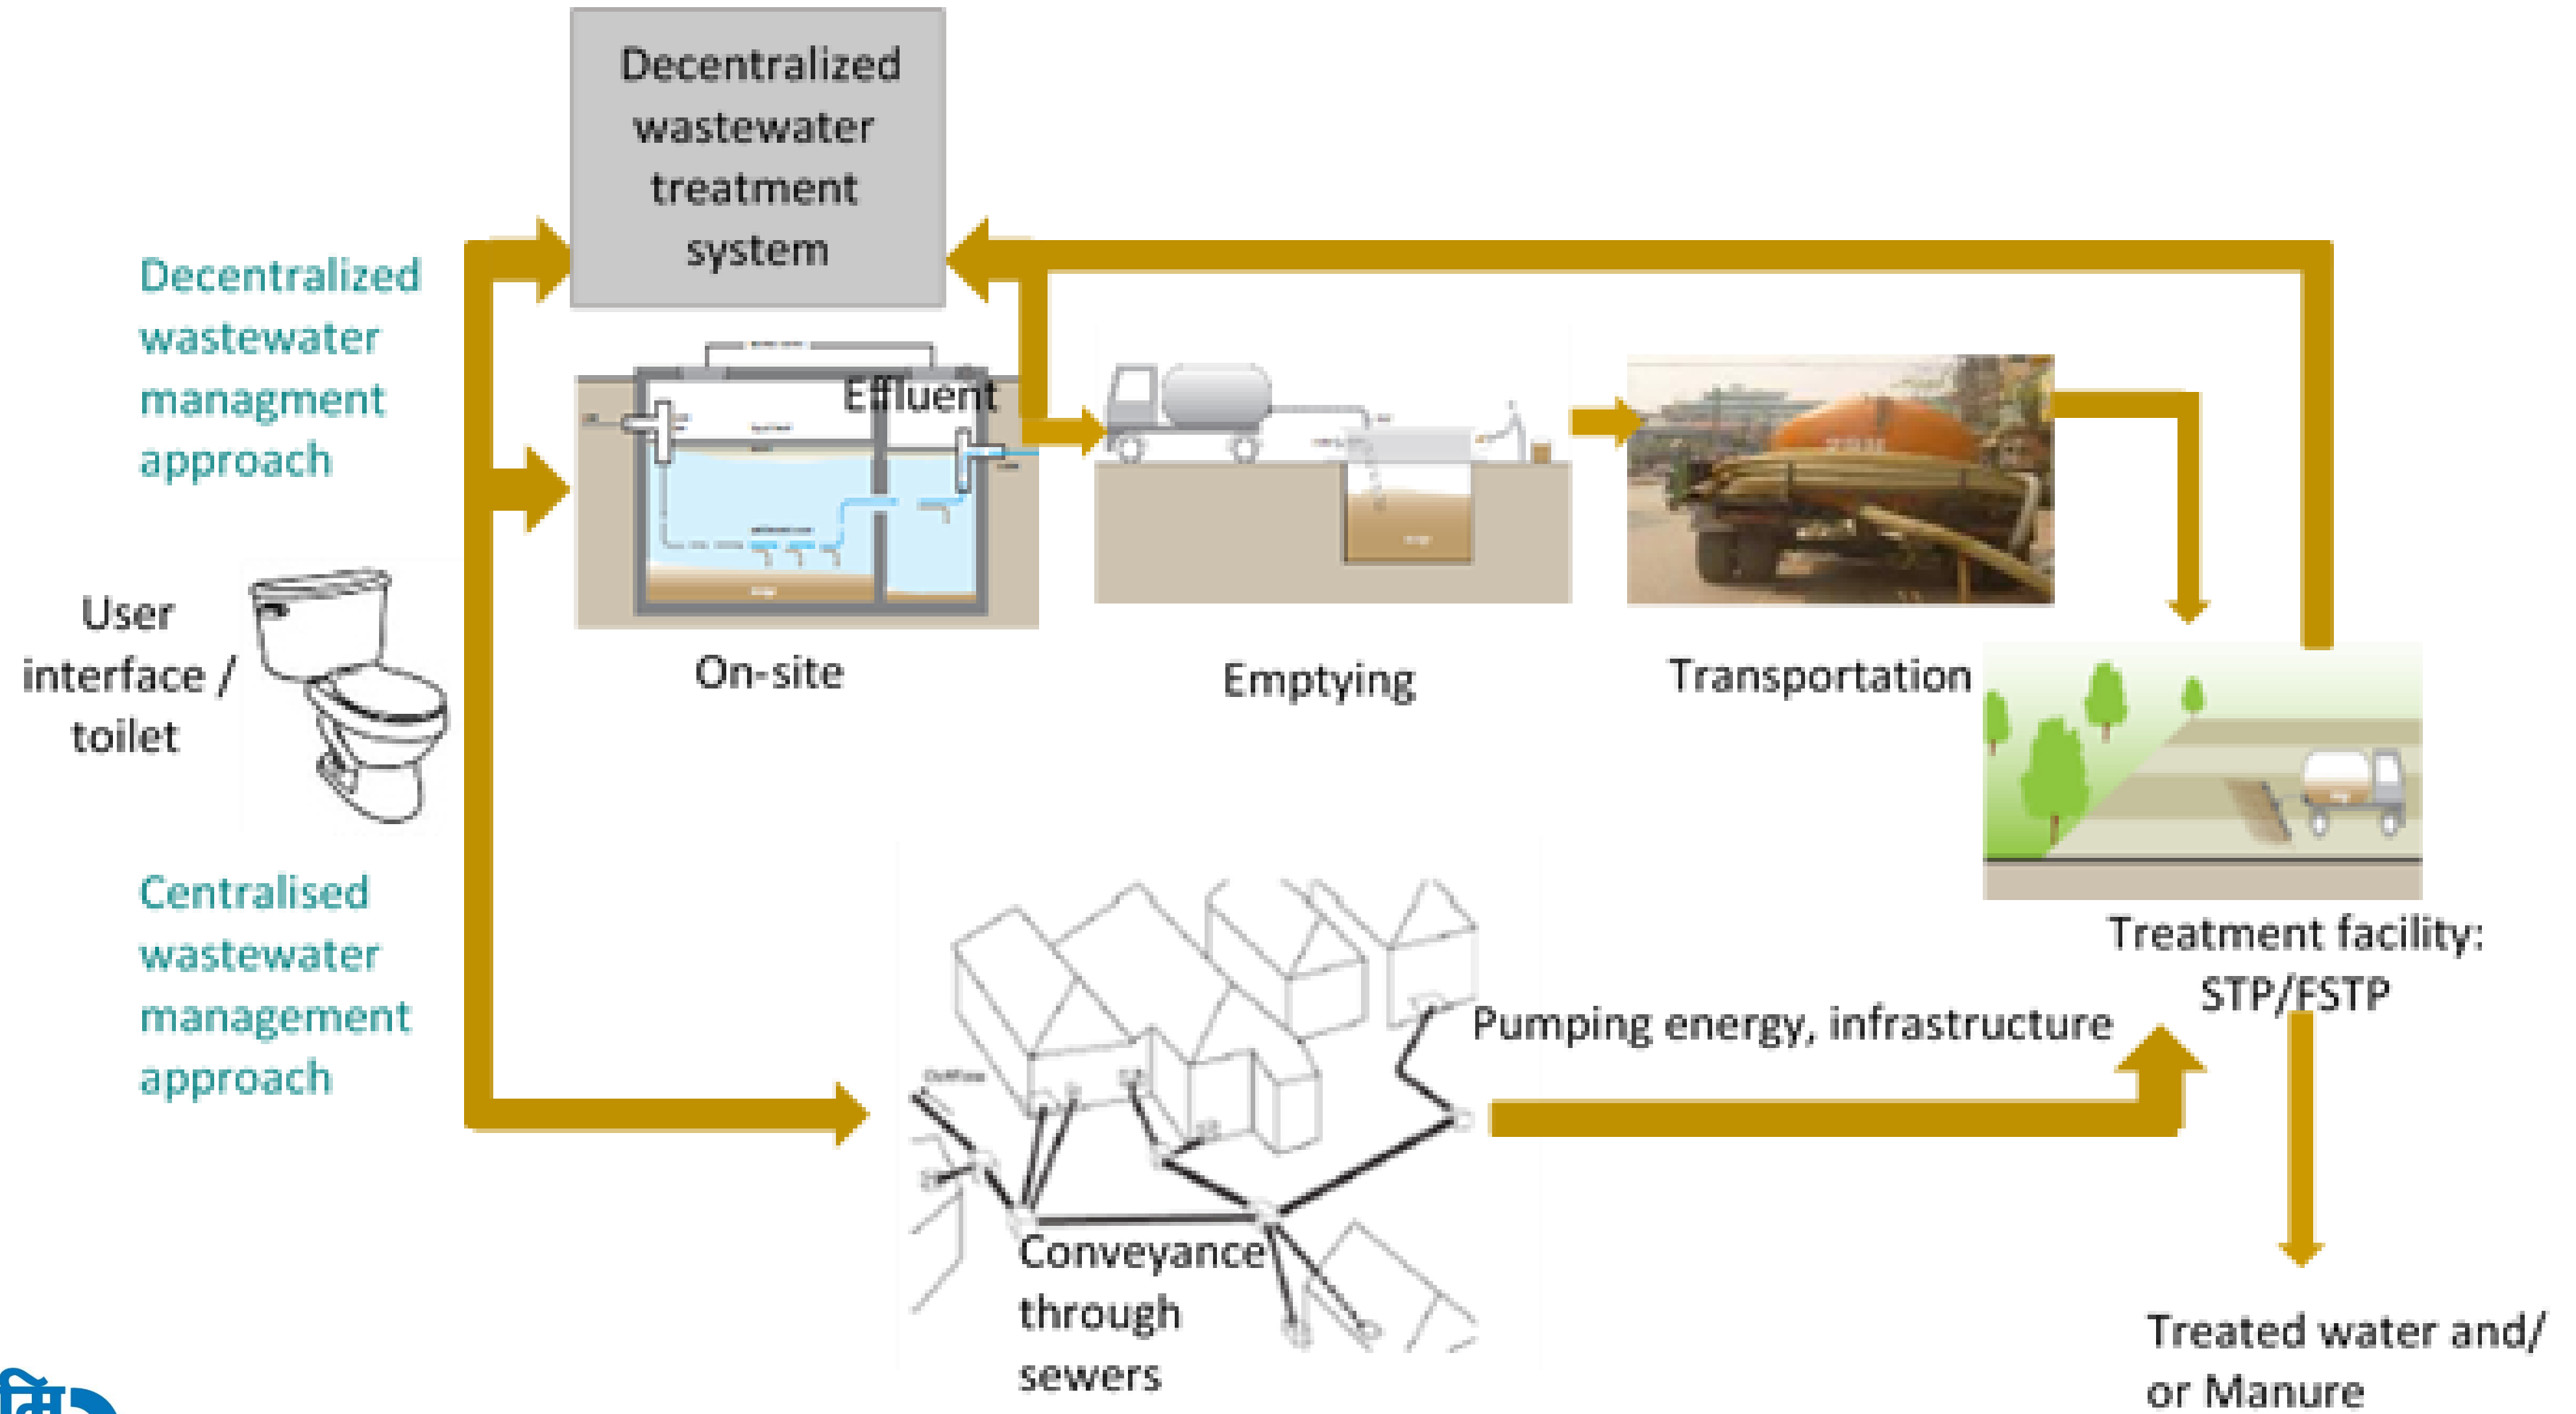 Decentralized
wastewater
treatment
system
Decentralized
wastewater
managment
approach
Effluent
User
interface /
toilet
On-site
Emptying
Transportation
Centralised
wastewater
management
approach
Treatment facility:
STP/FSTP
Pumping energy, infrastructure
Conveyance
through
sewers
Treated water and/
or Manure